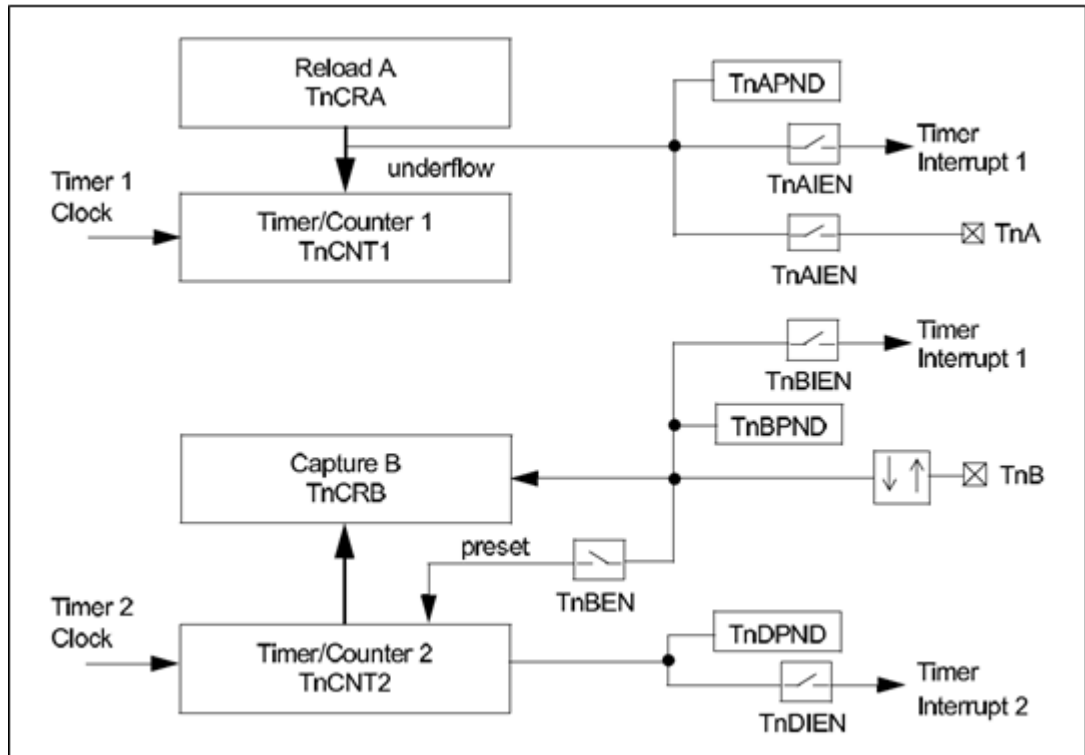 Reload A
TnCRA
TnAPND
underflow
Timer
Interrupt 1
TnAIEN
Timer 1
Clock
Timer/Counter 1
TnCNT1
TnA
TnAIEN
Timer
Interrupt 1
TnBIEN
TnBPND
Capture B
TnCRB
TnB
preset
TnBEN
Timer 2
Clock
Timer/Counter 2
TnCNT2
TnDPND
Timer
Interrupt 2
TnDIEN